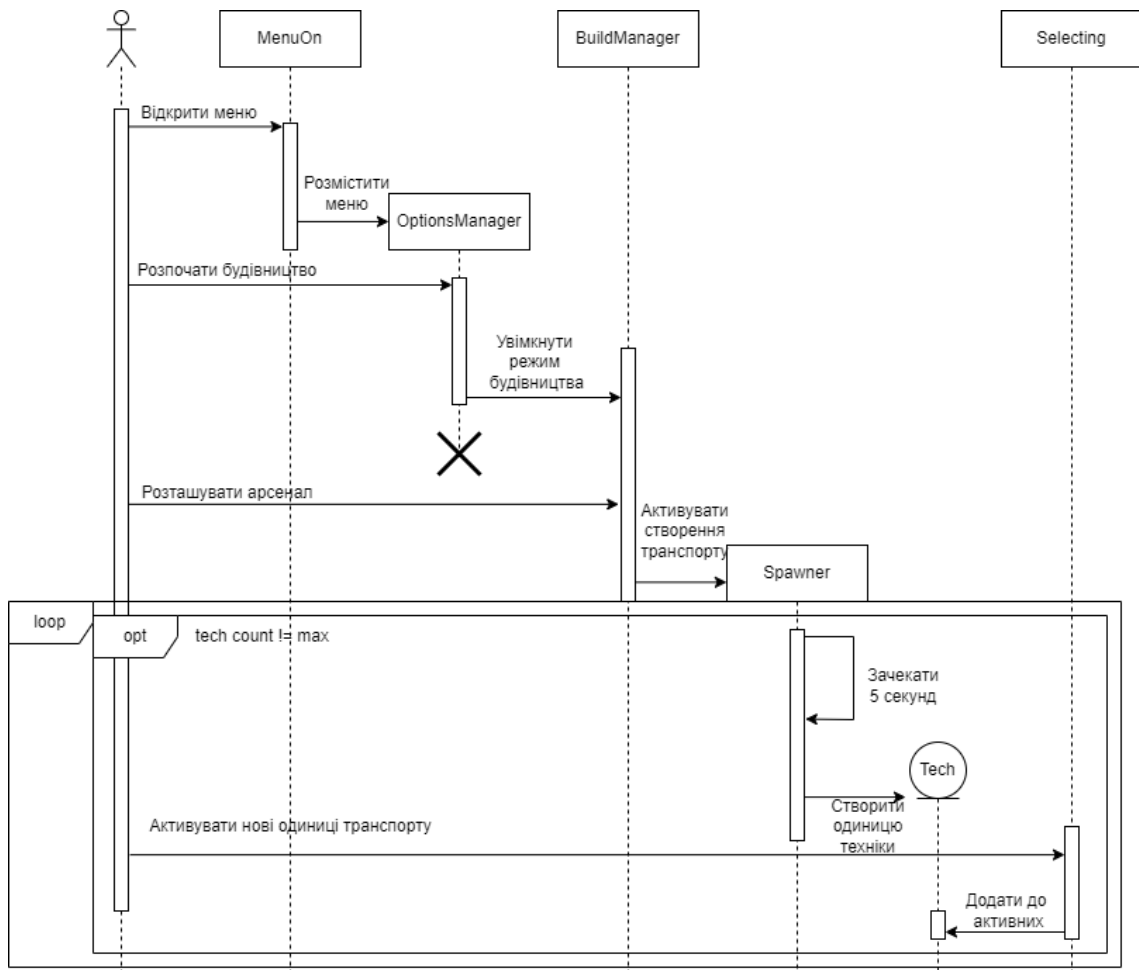 MenuOn
BuildManager
Selecting
Відкрити меню
Розмістити
меню
OptionsManager
Розпочати будівництво
Увімкнути
режим
будівництва
Розташувати арсенал
Активувати
створення
транспорту
Spawner
loop
opt
tech count != max
Зачекати
5 секунд
Tech
Створити
одиницю
техніки
Активувати нові одиниці транспорту
Додати до
активних